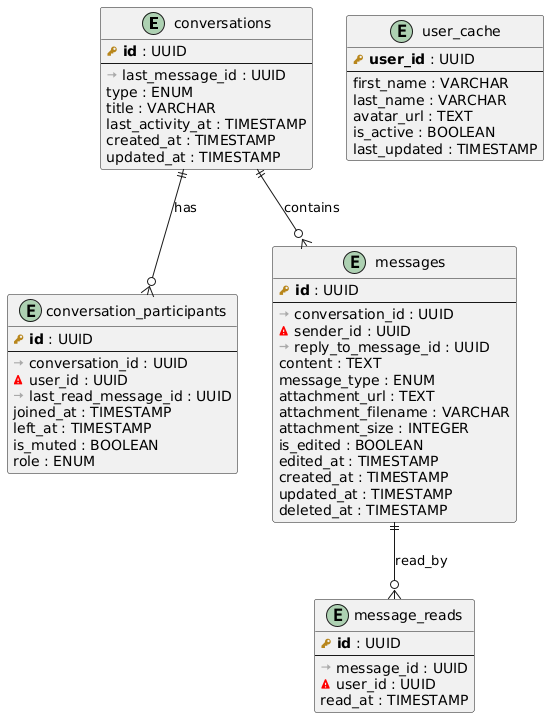 E conversations
id : UUID
→ last_message_id : UUID
type : ENUM
title : VARCHAR
last_activity_at : TIMESTAMP
created_at : TIMESTAMP
updated_at : TIMESTAMP
E user_cache
user_id : UUID
first_name : VARCHAR
last_name : VARCHAR
avatar_url : TEXT
is_active : BOOLEAN
last_updated : TIMESTAMP
has
contains
E conversation_participants
id : UUID
→ conversation_id : UUID
user_id : UUID
→ last_read_message_id : UUID
joined_at : TIMESTAMP
left_at : TIMESTAMP
is_muted : BOOLEAN
role : ENUM
E messages
id : UUID
→ conversation_id : UUID
sender_id : UUID
→ reply_to_message_id : UUID
content : TEXT
message_type : ENUM
attachment_url : TEXT
attachment_filename : VARCHAR
attachment_size : INTEGER
is_edited : BOOLEAN
edited_at : TIMESTAMP
created_at : TIMESTAMP
updated_at : TIMESTAMP
deleted_at : TIMESTAMP
read_by
E message_reads
id : UUID
→ message_id : UUID
user_id : UUID
read_at : TIMESTAMP